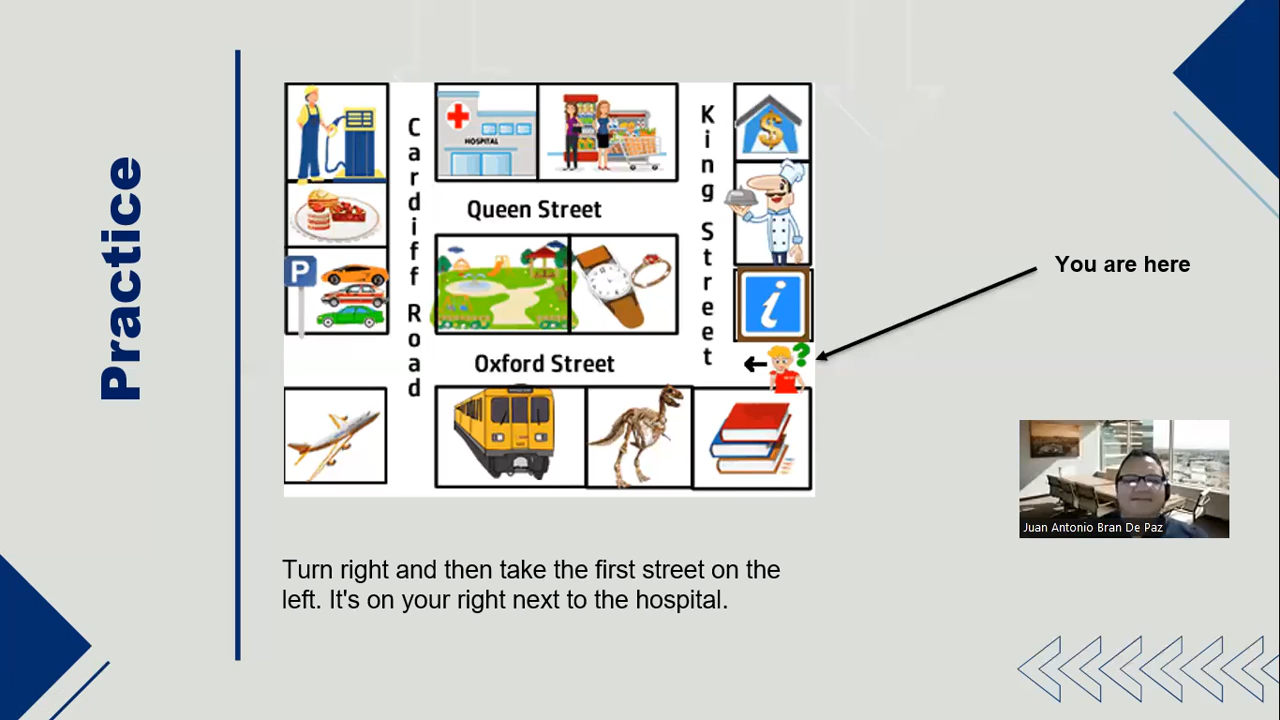 Practice
HOSPITAL
Cardiff Road
Queen Street
King Street
$
P
i
?
Oxford Street
You are here
Juan Antonio Bran De Paz
Turn right and then take the first street on the
left. It's on your right next to the hospital.